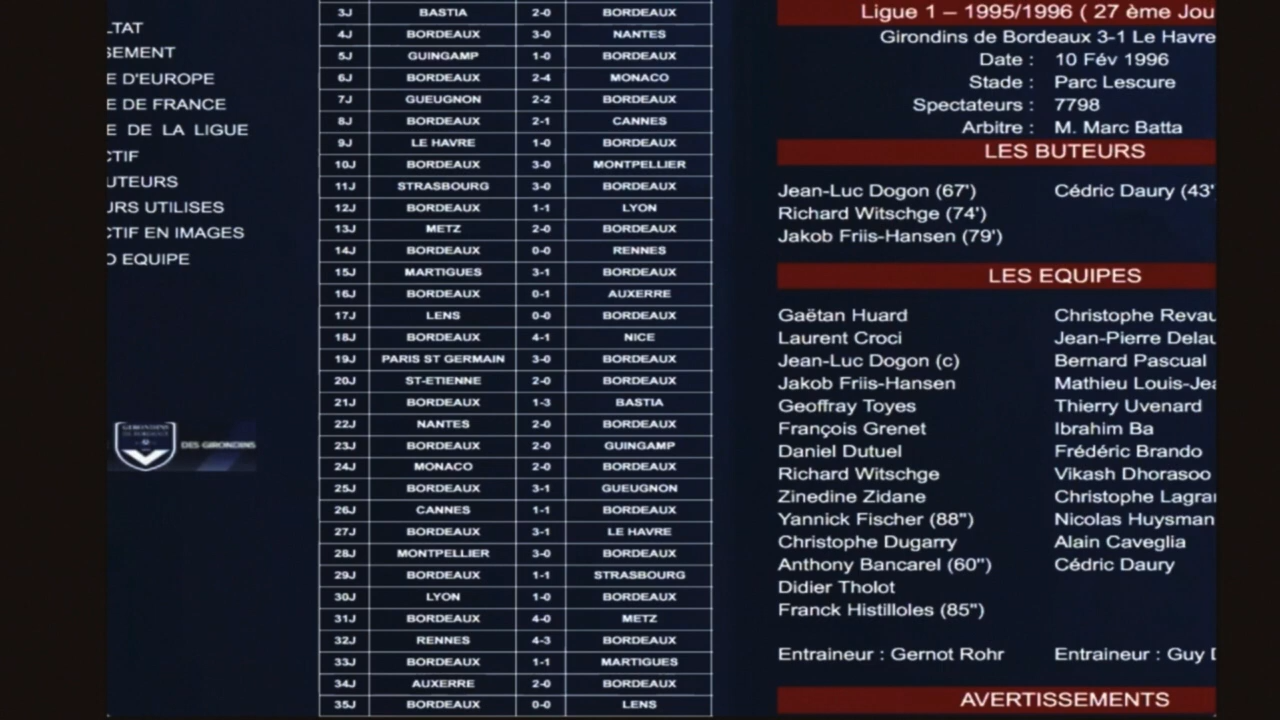 LTAT
SEMENT
E D'EUROPE
E DE FRANCE
E DE LA LIGUE
CTIF
UTEURS
URS UTILISES
CTIF EN IMAGES
O EQUIPE
GIRONDINS
DES GIRONDINS
3J BASTIA 2-0 BORDEAUX
4J BORDEAUX 3-0 NANTES
5J GUINGAMP 1-0 BORDEAUX
6J BORDEAUX 2-4 MONACO
7J GUEUGNON 2-2 BORDEAUX
8J BORDEAUX 2-1 CANNES
9J LE HAVRE 1-0 BORDEAUX
10J BORDEAUX 3-0 MONTPELLIER
11J STRASBOURG 3-0 BORDEAUX
12J BORDEAUX 1-1 LYON
13J METZ 2-0 BORDEAUX
14J BORDEAUX 0-0 RENNES
15J MARTIGUES 3-1 BORDEAUX
16J BORDEAUX 0-1 AUXERRE
17J LENS 0-0 BORDEAUX
18J BORDEAUX 4-1 NICE
19J PARIS ST GERMAIN 3-0 BORDEAUX
20J ST-ETIENNE 2-0 BORDEAUX
21J BORDEAUX 1-3 BASTIA
22J NANTES 2-0 BORDEAUX
23J BORDEAUX 2-0 GUINGAMP
24J MONACO 2-0 BORDEAUX
25J BORDEAUX 3-1 GUEUGNON
26J CANNES 1-1 BORDEAUX
27J BORDEAUX 3-1 LE HAVRE
28J MONTPELLIER 3-0 BORDEAUX
29J BORDEAUX 1-1 STRASBOURG
30J LYON 1-0 BORDEAUX
31J BORDEAUX 4-0 METZ
32J RENNES 4-3 BORDEAUX
33J BORDEAUX 1-1 MARTIGUES
34J AUXERRE 2-0 BORDEAUX
35J BORDEAUX 0-0 LENS
Ligue 1 – 1995/1996 ( 27 ème Jou
Girondins de Bordeaux 3-1 Le Havre
Date : 10 Fév 1996
Stade : Parc Lescure
Spectateurs : 7798
Arbitre : M. Marc Batta
LES BUTEURS
Jean-Luc Dogon (67') Cédric Daury (43'
Richard Witschge (74')
Jakob Friis-Hansen (79')
LES EQUIPES
Gaëtan Huard Christophe Revau
Laurent Croci Jean-Pierre Delau
Jean-Luc Dogon (c) Bernard Pascual
Jakob Friis-Hansen Mathieu Louis-Jea
Geoffray Toyes Thierry Uvenard
François Grenet Ibrahim Ba
Daniel Dutuel Frédéric Brando
Richard Witschge Vikash Dhorasoo
Zinedine Zidane Christophe Lagra
Yannick Fischer (88") Nicolas Huysman
Christophe Dugarry Alain Caveglia
Anthony Bancarel (60") Cédric Daury
Didier Tholot
Franck Histilloles (85")
Entraineur : Gernot Rohr Entraineur : Guy D
AVERTISSEMENTS